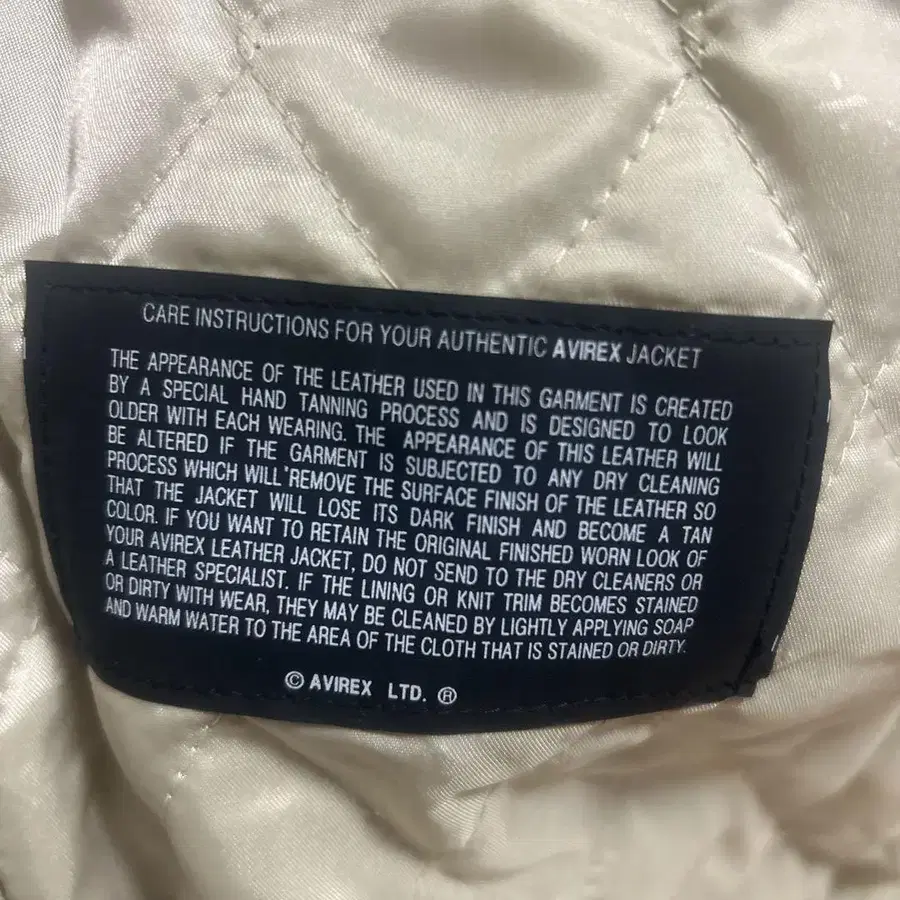 CARE INSTRUCTIONS FOR YOUR AUTHENTIC AVIREX JACKET
THE APPEARANCE OF THE LEATHER USED IN THIS GARMENT IS CREATED
BY A SPECIAL HAND TANNING PROCESS AND IS DESIGNED TO LOOK
OLDER WITH EACH WEARING. THE APPEARANCE OF THIS LEATHER WILL
BE ALTERED IF THE GARMENT IS SUBJECTED TO ANY DRY CLEANING
PROCESS WHICH WILL REMOVE THE SURFACE FINISH OF THE LEATHER SO
THAT THE JACKET WILL LOSE ITS DARK FINISH AND BECOME A TAN
COLOR. IF YOU WANT TO RETAIN THE ORIGINAL FINISHED WORN LOOK OF
YOUR AVIREX LEATHER JACKET, DO NOT SEND TO THE DRY CLEANERS OR
A LEATHER SPECIALIST. IF THE LINING OR KNIT TRIM BECOMES STAINED
OR DIRTY WITH WEAR, THEY MAY BE CLEANED BY LIGHTLY APPLYING SOAP
AND WARM WATER TO THE AREA OF THE CLOTH THAT IS STAINED OR DIRTY.
© AVIREX LTD. ®